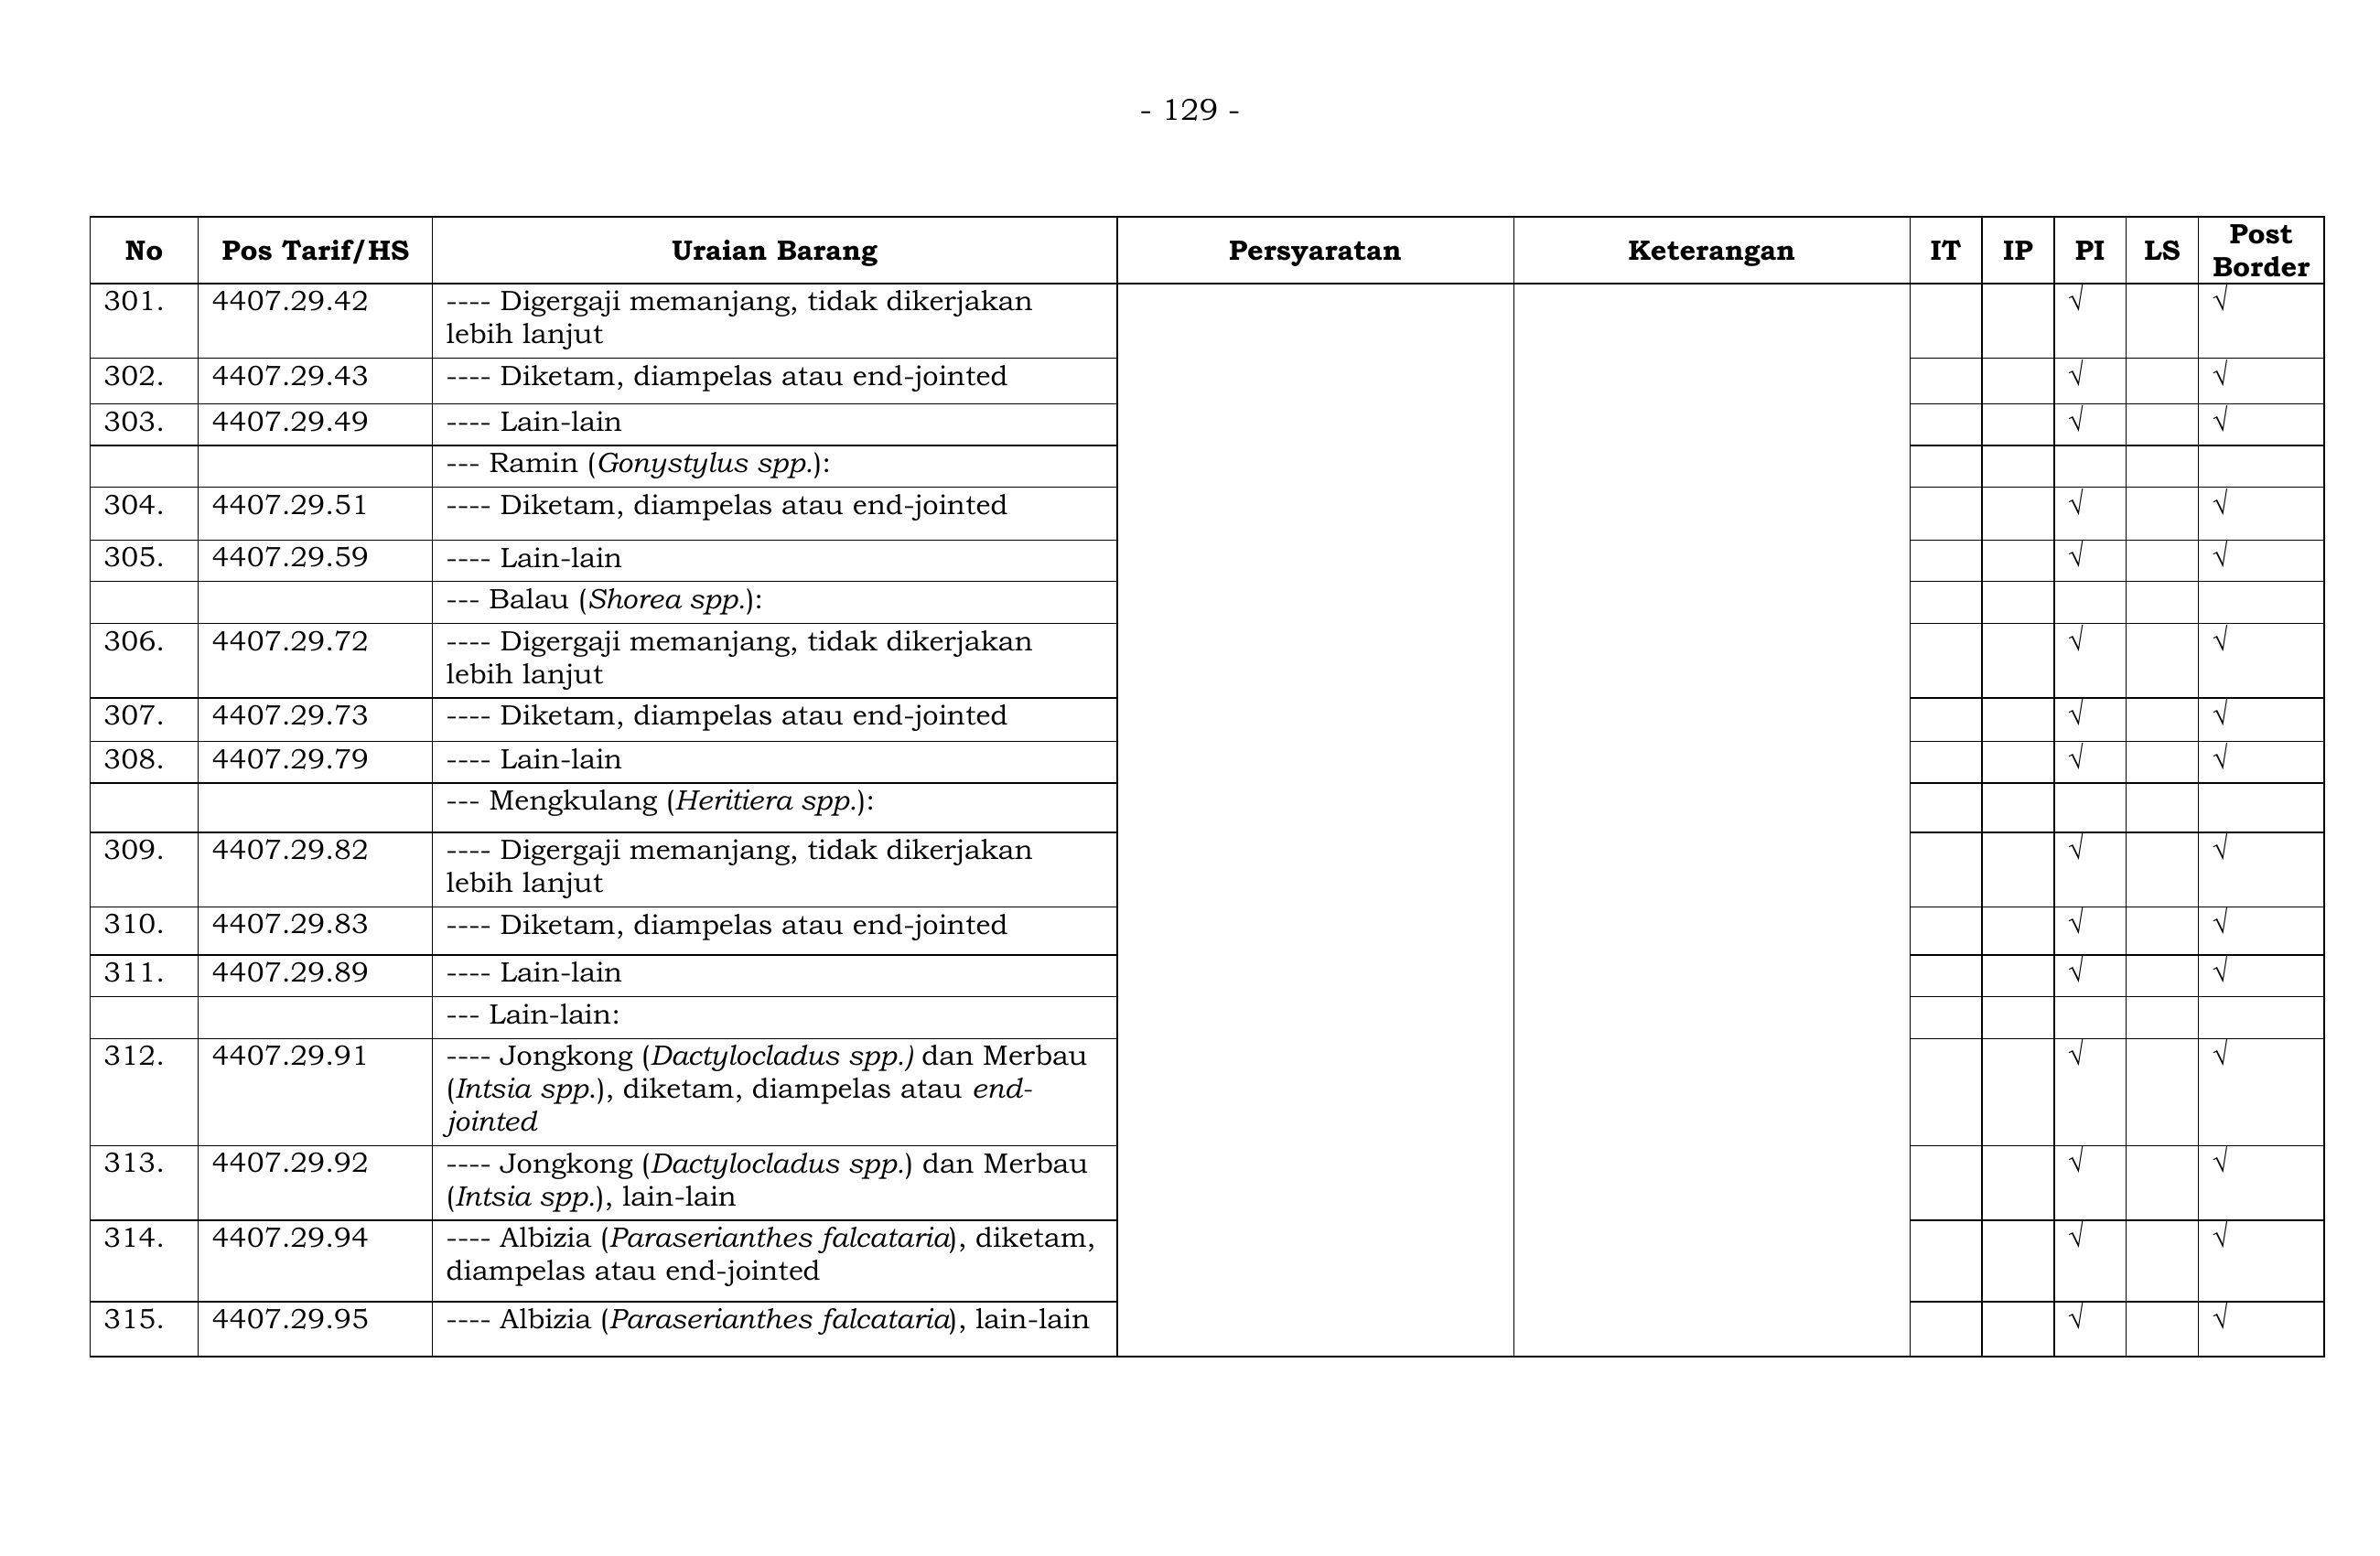 - 129 -
No Pos Tarif/HS Uraian Barang Persyaratan Keterangan IT IP PI LS Post Border
301. 4407.29.42 ---- Digergaji memanjang, tidak dikerjakan √ √
lebih lanjut
302. 4407.29.43 ---- Diketam, diampelas atau end-jointed √ √
303. 4407.29.49 ---- Lain-lain √ √
--- Ramin (Gonystylus spp.):
304. 4407.29.51 ---- Diketam, diampelas atau end-jointed √ √
305. 4407.29.59 ---- Lain-lain √ √
--- Balau (Shorea spp.):
306. 4407.29.72 ---- Digergaji memanjang, tidak dikerjakan √ √
lebih lanjut
307. 4407.29.73 ---- Diketam, diampelas atau end-jointed √ √
308. 4407.29.79 ---- Lain-lain √ √
--- Mengkulang (Heritiera spp.):
309. 4407.29.82 ---- Digergaji memanjang, tidak dikerjakan √ √
lebih lanjut
310. 4407.29.83 ---- Diketam, diampelas atau end-jointed √ √
311. 4407.29.89 ---- Lain-lain √ √
--- Lain-lain:
312. 4407.29.91 ---- Jongkong (Dactylocladus spp.) dan Merbau √ √
(Intsia spp.), diketam, diampelas atau end-
jointed
313. 4407.29.92 ---- Jongkong (Dactylocladus spp.) dan Merbau √ √
(Intsia spp.), lain-lain
314. 4407.29.94 ---- Albizia (Paraserianthes falcataria), diketam, √ √
diampelas atau end-jointed
315. 4407.29.95 ---- Albizia (Paraserianthes falcataria), lain-lain √ √